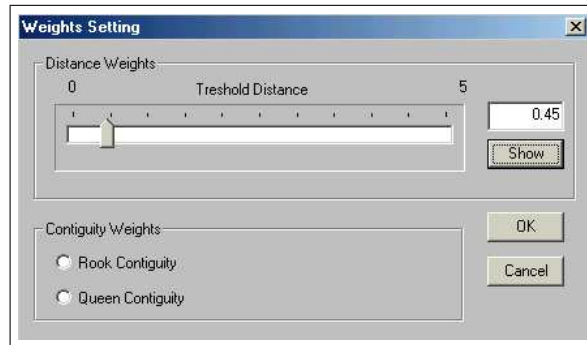 Weights Setting
Distance Weights
0 Treshold Distance 5
0.45
Show
Contiguity Weights
Rook Contiguity
Queen Contiguity
OK
Cancel